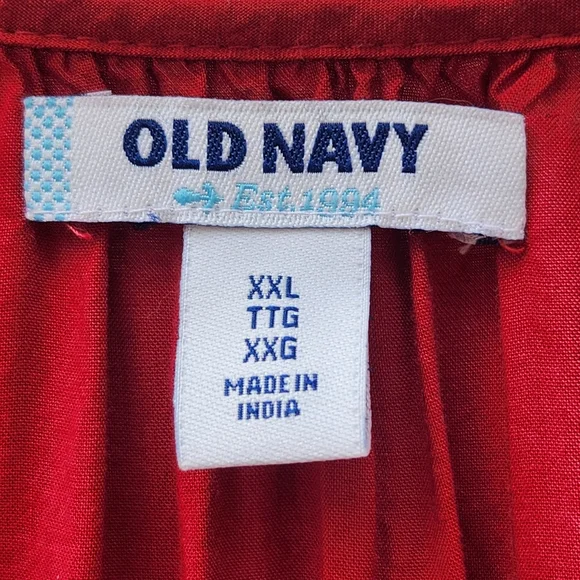 OLD NAVY
Est. 1994
XXL
TTG
XXG
MADE IN
INDIA